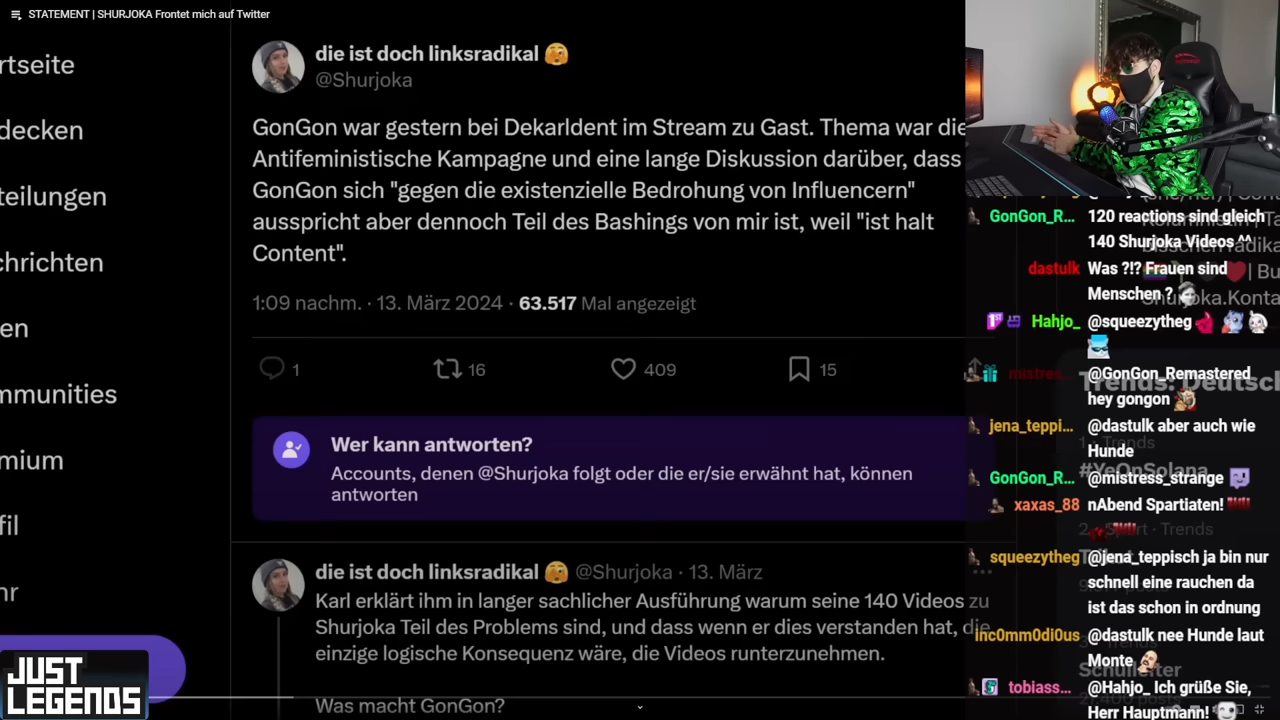 STATEMENT | SHURJOKA Frontet mich auf Twitter
rtseite
decken
teilungen
chrichten
en
mmunities
mium
fil
hr
die ist doch linksradikal
@Shurjoka
GonGon war gestern bei Dekarldent im Stream zu Gast. Thema war die
Antifeministische Kampagne und eine lange Diskussion darüber, dass
GonGon sich "gegen die existenzielle Bedrohung von Influencern"
ausspricht aber dennoch Teil des Bashings von mir ist, weil "ist halt
Content".
1:09 nachm. · 13. März 2024 · 63.517 Mal angezeigt
1 16 409 15
Wer kann antworten?
Accounts, denen @Shurjoka folgt oder die er/sie erwähnt hat, können
antworten
die ist doch linksradikal @Shurjoka · 13. März
Karl erklärt ihm in langer sachlicher Ausführung warum seine 140 Videos zu
Shurjoka Teil des Problems sind, und dass wenn er dies verstanden hat, die
einzige logische Konsequenz wäre, die Videos runterzunehmen.
Was macht GonGon?
JUST
LEGENDS
GonGon_R... 120 reactions sind gleich
140 Shurjoka Videos ^^
dastulk Was ?!? Frauen sind
Menschen ?
Hahjo_ @squeezytheg
mistres... @GonGon_Remastered
hey gongon
jena_teppi... @dastulk aber auch wie
Hunde
GonGon_R... @mistress_strange
xaxas_88 nAbend Spartiaten!
squeezytheg @jena_teppisch ja bin nur
schnell eine rauchen da
ist das schon in ordnung
inc0mm0di0us @dastulk nee Hunde laut
Monte
tobiass... @Hahjo_ Ich grüße Sie,
Herr Hauptmann!
Shurjoka.Konta
Trends: Deutsc
1 · Trends
#YeOnSolana